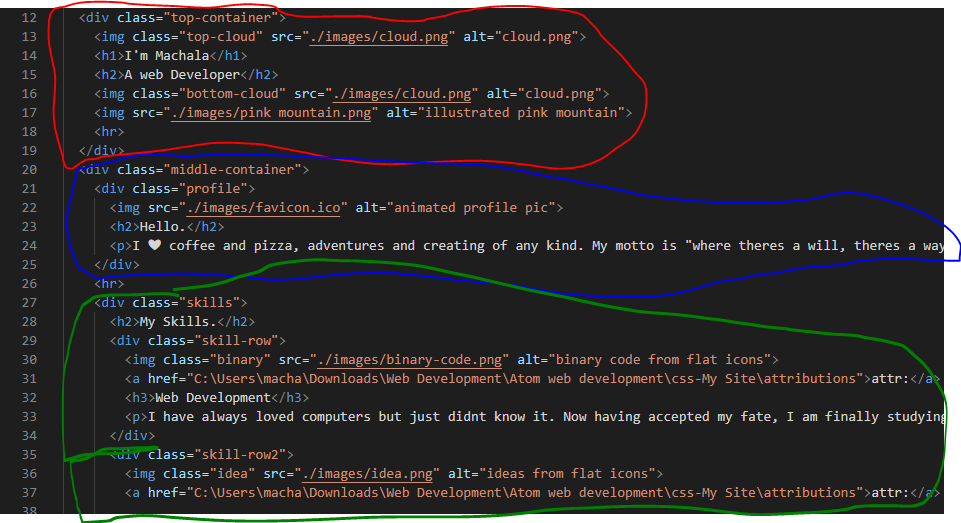 12 <div class="top-container">
13 <img class="top-cloud" src="./images/cloud.png" alt="cloud.png">
14 <h1>I'm Machala</h1>
15 <h2>A web Developer</h2>
16 <img class="bottom-cloud" src="./images/cloud.png" alt="cloud.png">
17 <img src="./images/pink mountain.png" alt="illustrated pink mountain">
18 <hr>
19 </div>
20 <div class="middle-container">
21 <div class="profile">
22 <img src="./images/favicon.ico" alt="animated profile pic">
23 <h2>Hello.</h2>
24 <p>I 🖤 coffee and pizza, adventures and creating of any kind. My motto is "where theres a will, theres a way
25 </div>
26 <hr>
27 <div class="skills">
28 <h2>My Skills.</h2>
29 <div class="skill-row">
30 <img class="binary" src="./images/binary-code.png" alt="binary code from flat icons">
31 <a href="C:\Users\macha\Downloads\Web Development\Atom web development\css-My Site\attributions">attr:</a>
32 <h3>Web Development</h3>
33 <p>I have always loved computers but just didnt know it. Now having accepted my fate, I am finally studying
34 </div>
35 <div class="skill-row2">
36 <img class="idea" src="./images/idea.png" alt="ideas from flat icons">
37 <a href="C:\Users\macha\Downloads\Web Development\Atom web development\css-My Site\attributions">attr:</a>
38